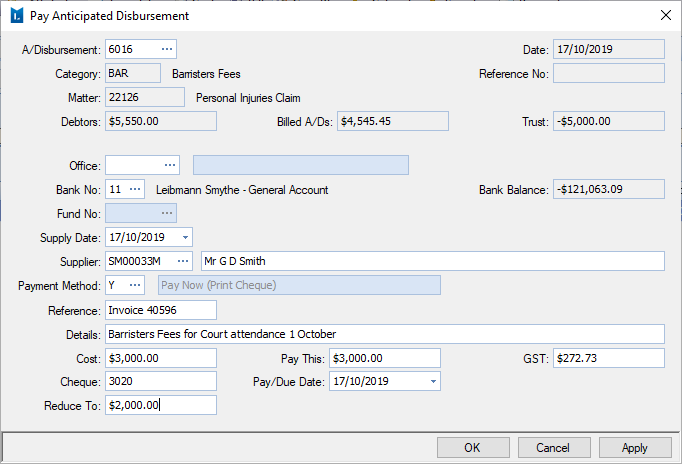 Pay Anticipated Disbursement
A/Disbursement: 6016 ... Date: 17/10/2019
Category: BAR Barristers Fees Reference No:
Matter: 22126 Personal Injuries Claim
Debtors: $5,550.00 Billed A/Ds: $4,545.45 Trust: -$5,000.00
Office: ...
Bank No: 11 ... Leibmann Smythe - General Account Bank Balance: -$121,063.09
Fund No: ...
Supply Date: 17/10/2019
Supplier: SM00033M ... Mr G D Smith
Payment Method: Y ... Pay Now (Print Cheque)
Reference: Invoice 40596
Details: Barristers Fees for Court attendance 1 October
Cost: $3,000.00 Pay This: $3,000.00 GST: $272.73
Cheque: 3020 Pay/Due Date: 17/10/2019
Reduce To: $2,000.00
OK Cancel Apply